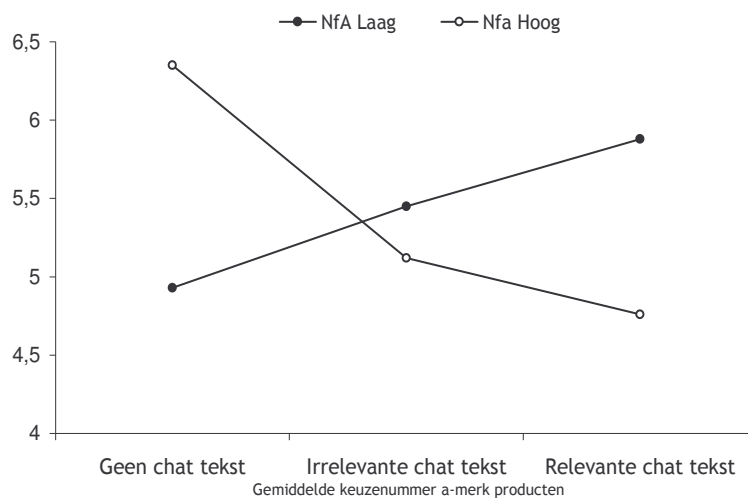 NfA Laag Nfa Hoog
6,5
6
5,5
5
4,5
4
Geen chat tekst Irrelevante chat tekst Relevante chat tekst
Gemiddelde keuzenummer a-merk producten